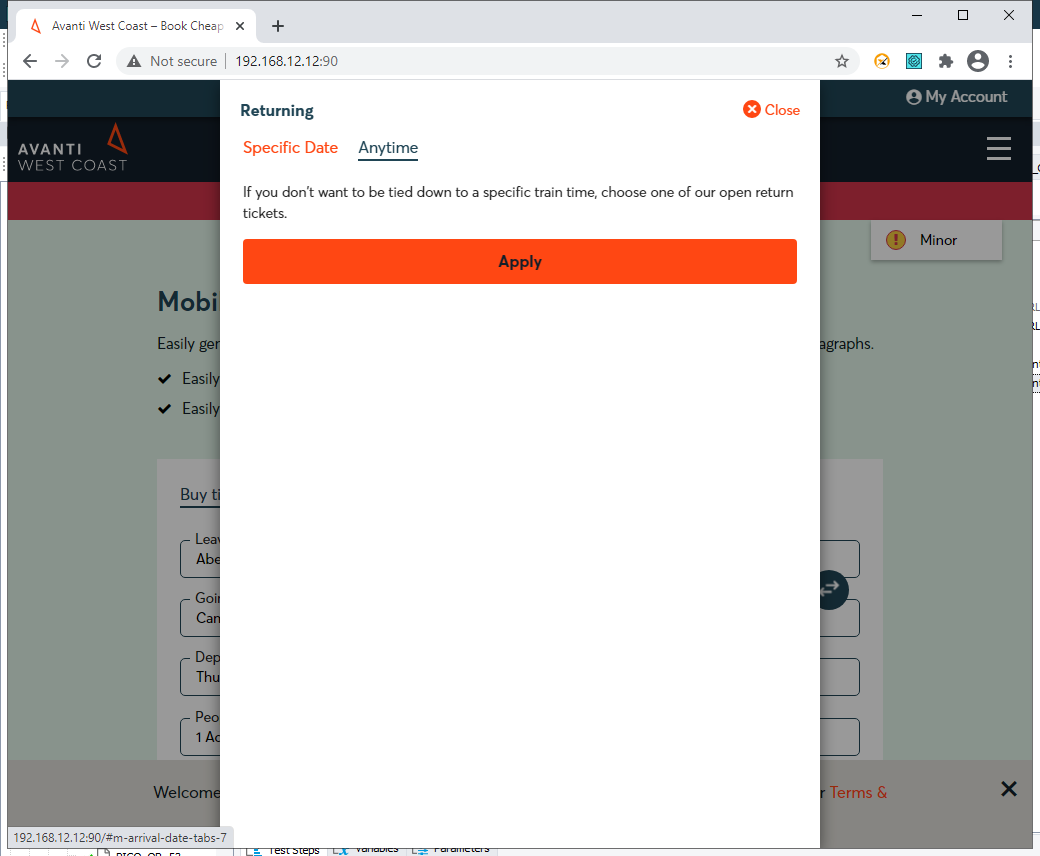 Avanti West Coast – Book Cheap
Not secure
192.168.12.12:90
My Account
Returning
Close
AVANTI
WEST COAST
Specific Date
Anytime
If you don't want to be tied down to a specific train time, choose one of our open return
tickets.
Minor
Apply
Mobi
Easily ger
agraphs.
Easily
Easily
Buy ti
Leav
Abe
Goin
Can
Dep
Thu
Peo
1 Ad
Welcome
r Terms &
192.168.12.12:90/#m-arrival-date-tabs-7
Test Steps
Variables
Parameters